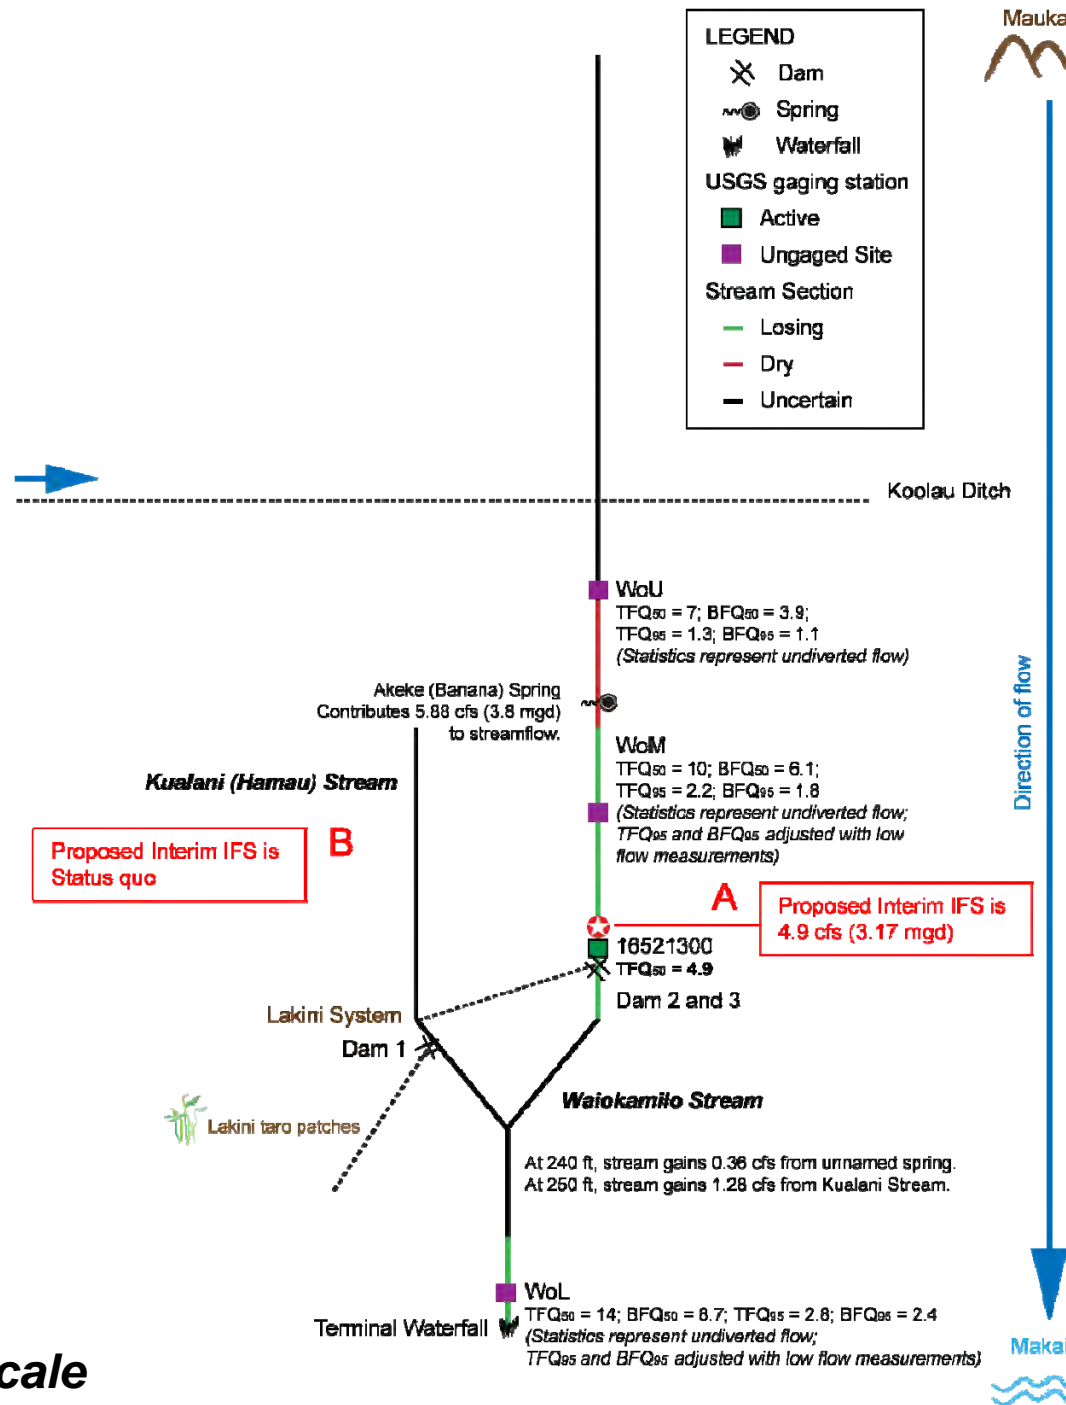 Mauka
LEGEND
Dam
Spring
Waterfall
USGS gaging station
Active
Ungaged Site
Stream Section
Losing
Dry
Uncertain
Koolau Ditch
WoU
TFQ50 = 7; BFQ50 = 3.9;
TFQ95 = 1.3; BFQ95 = 1.1
(Statistics represent undiverted flow)
Akeke (Banana) Spring
Contributes 5.88 cfs (3.8 mgd)
to streamflow.
Direction of flow
WoM
TFQ50 = 10; BFQ50 = 6.1;
TFQ95 = 2.2; BFQ95 = 1.8
(Statistics represent undiverted flow;
TFQ95 and BFQ95 adjusted with low
flow measurements)
Kualani (Hamau) Stream
B
Proposed Interim IFS is
Status quo
A
Proposed Interim IFS is
4.9 cfs (3.17 mgd)
16521300
TFQ50 = 4.9
Dam 2 and 3
Lakini System
Dam 1
Waiokamilo Stream
Lakini taro patches
At 240 ft, stream gains 0.36 cfs from unnamed spring.
At 250 ft, stream gains 1.28 cfs from Kualani Stream.
WoL
TFQ50 = 14; BFQ50 = 8.7; TFQ95 = 2.8; BFQ95 = 2.4
(Statistics represent undiverted flow;
TFQ95 and BFQ95 adjusted with low flow measurements)
Terminal Waterfall
Makai
cale